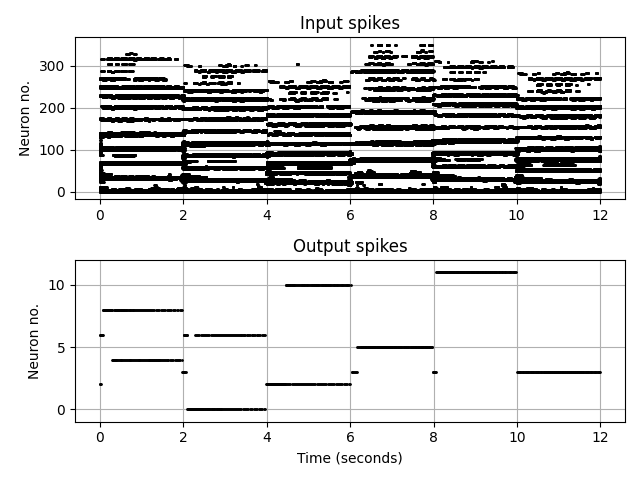 Input spikes
Neuron no.
300
200
100
0
0 2 4 6 8 10 12
Output spikes
Neuron no.
10
5
0
0 2 4 6 8 10 12
Time (seconds)